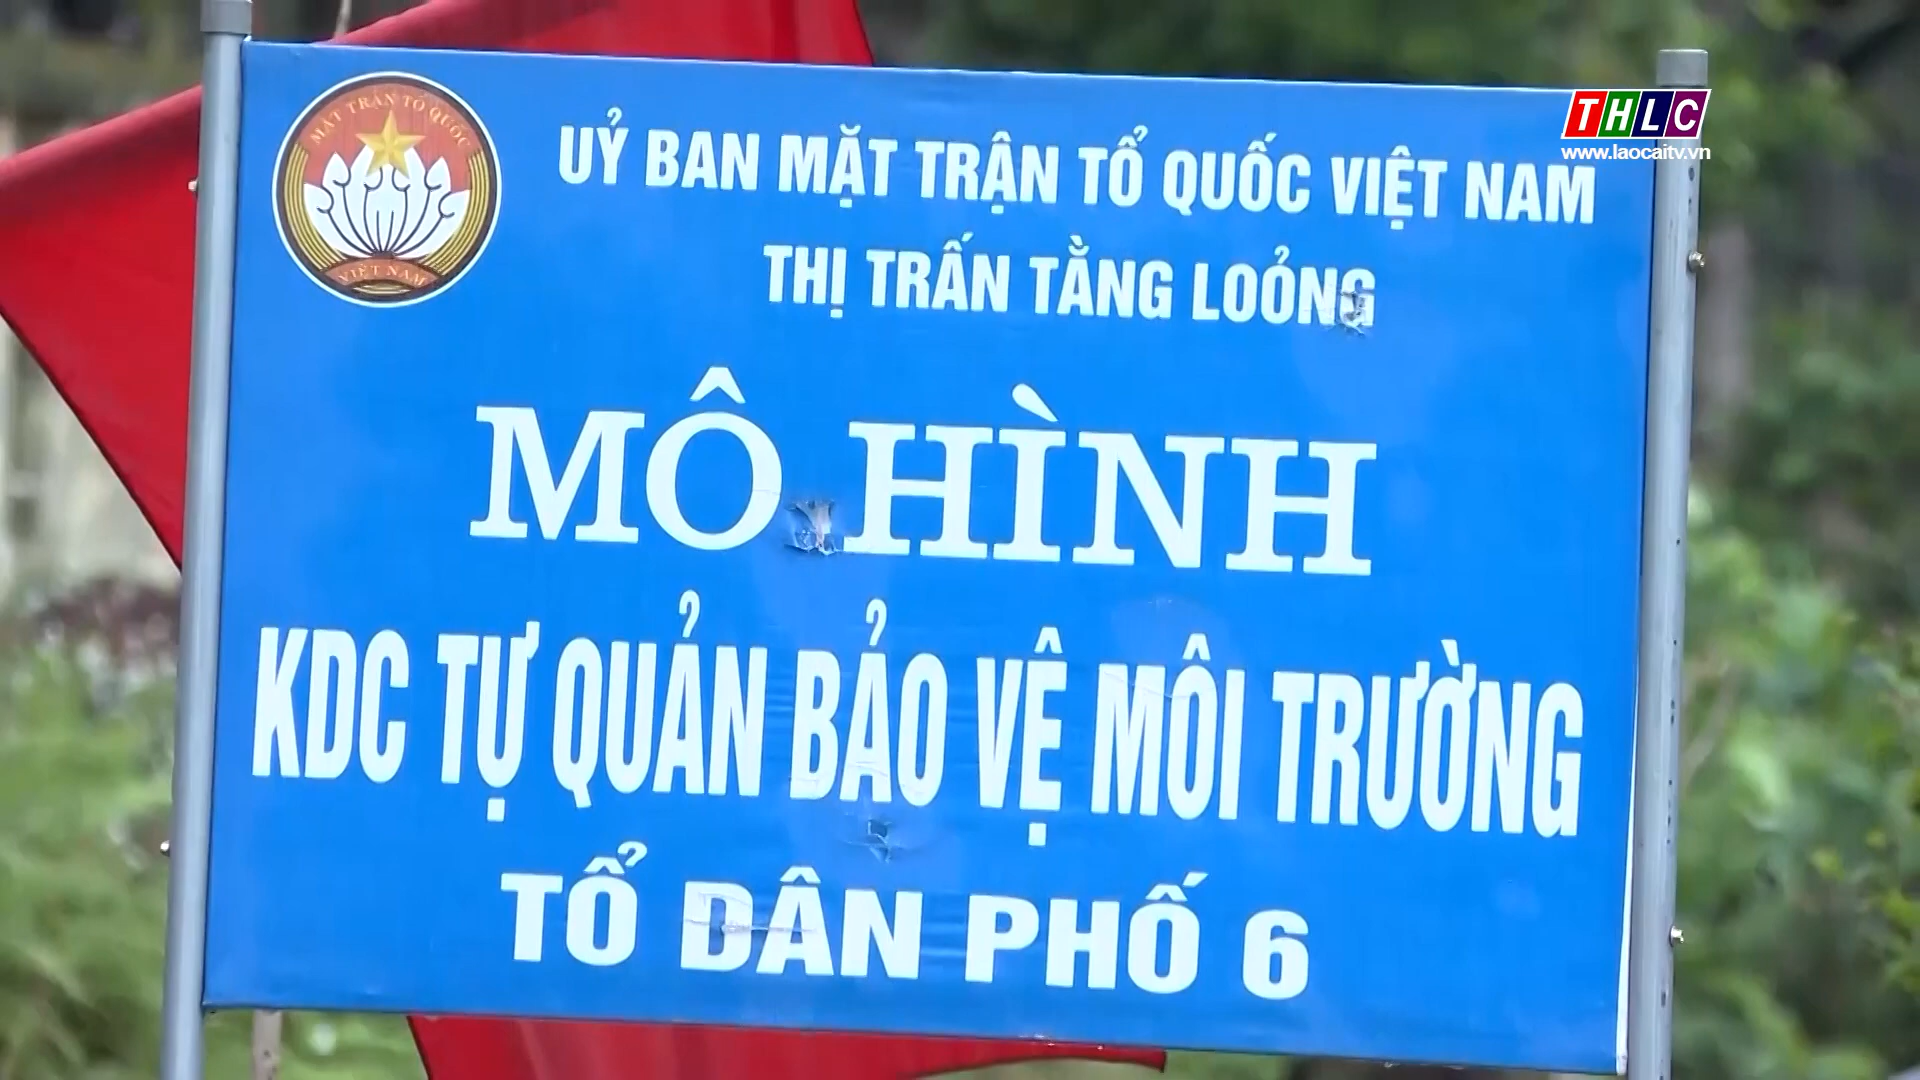 THLC
www.laocaitv.vn
MẶT TRẬN TỔ QUỐC
VIỆT NAM
UỶ BAN MẶT TRẬN TỔ QUỐC VIỆT NAM
THỊ TRẤN TẰNG LOỎNG
MÔ HÌNH
KDC TỰ QUẢN BẢO VỆ MÔI TRƯỜNG
TỔ DÂN PHỐ 6